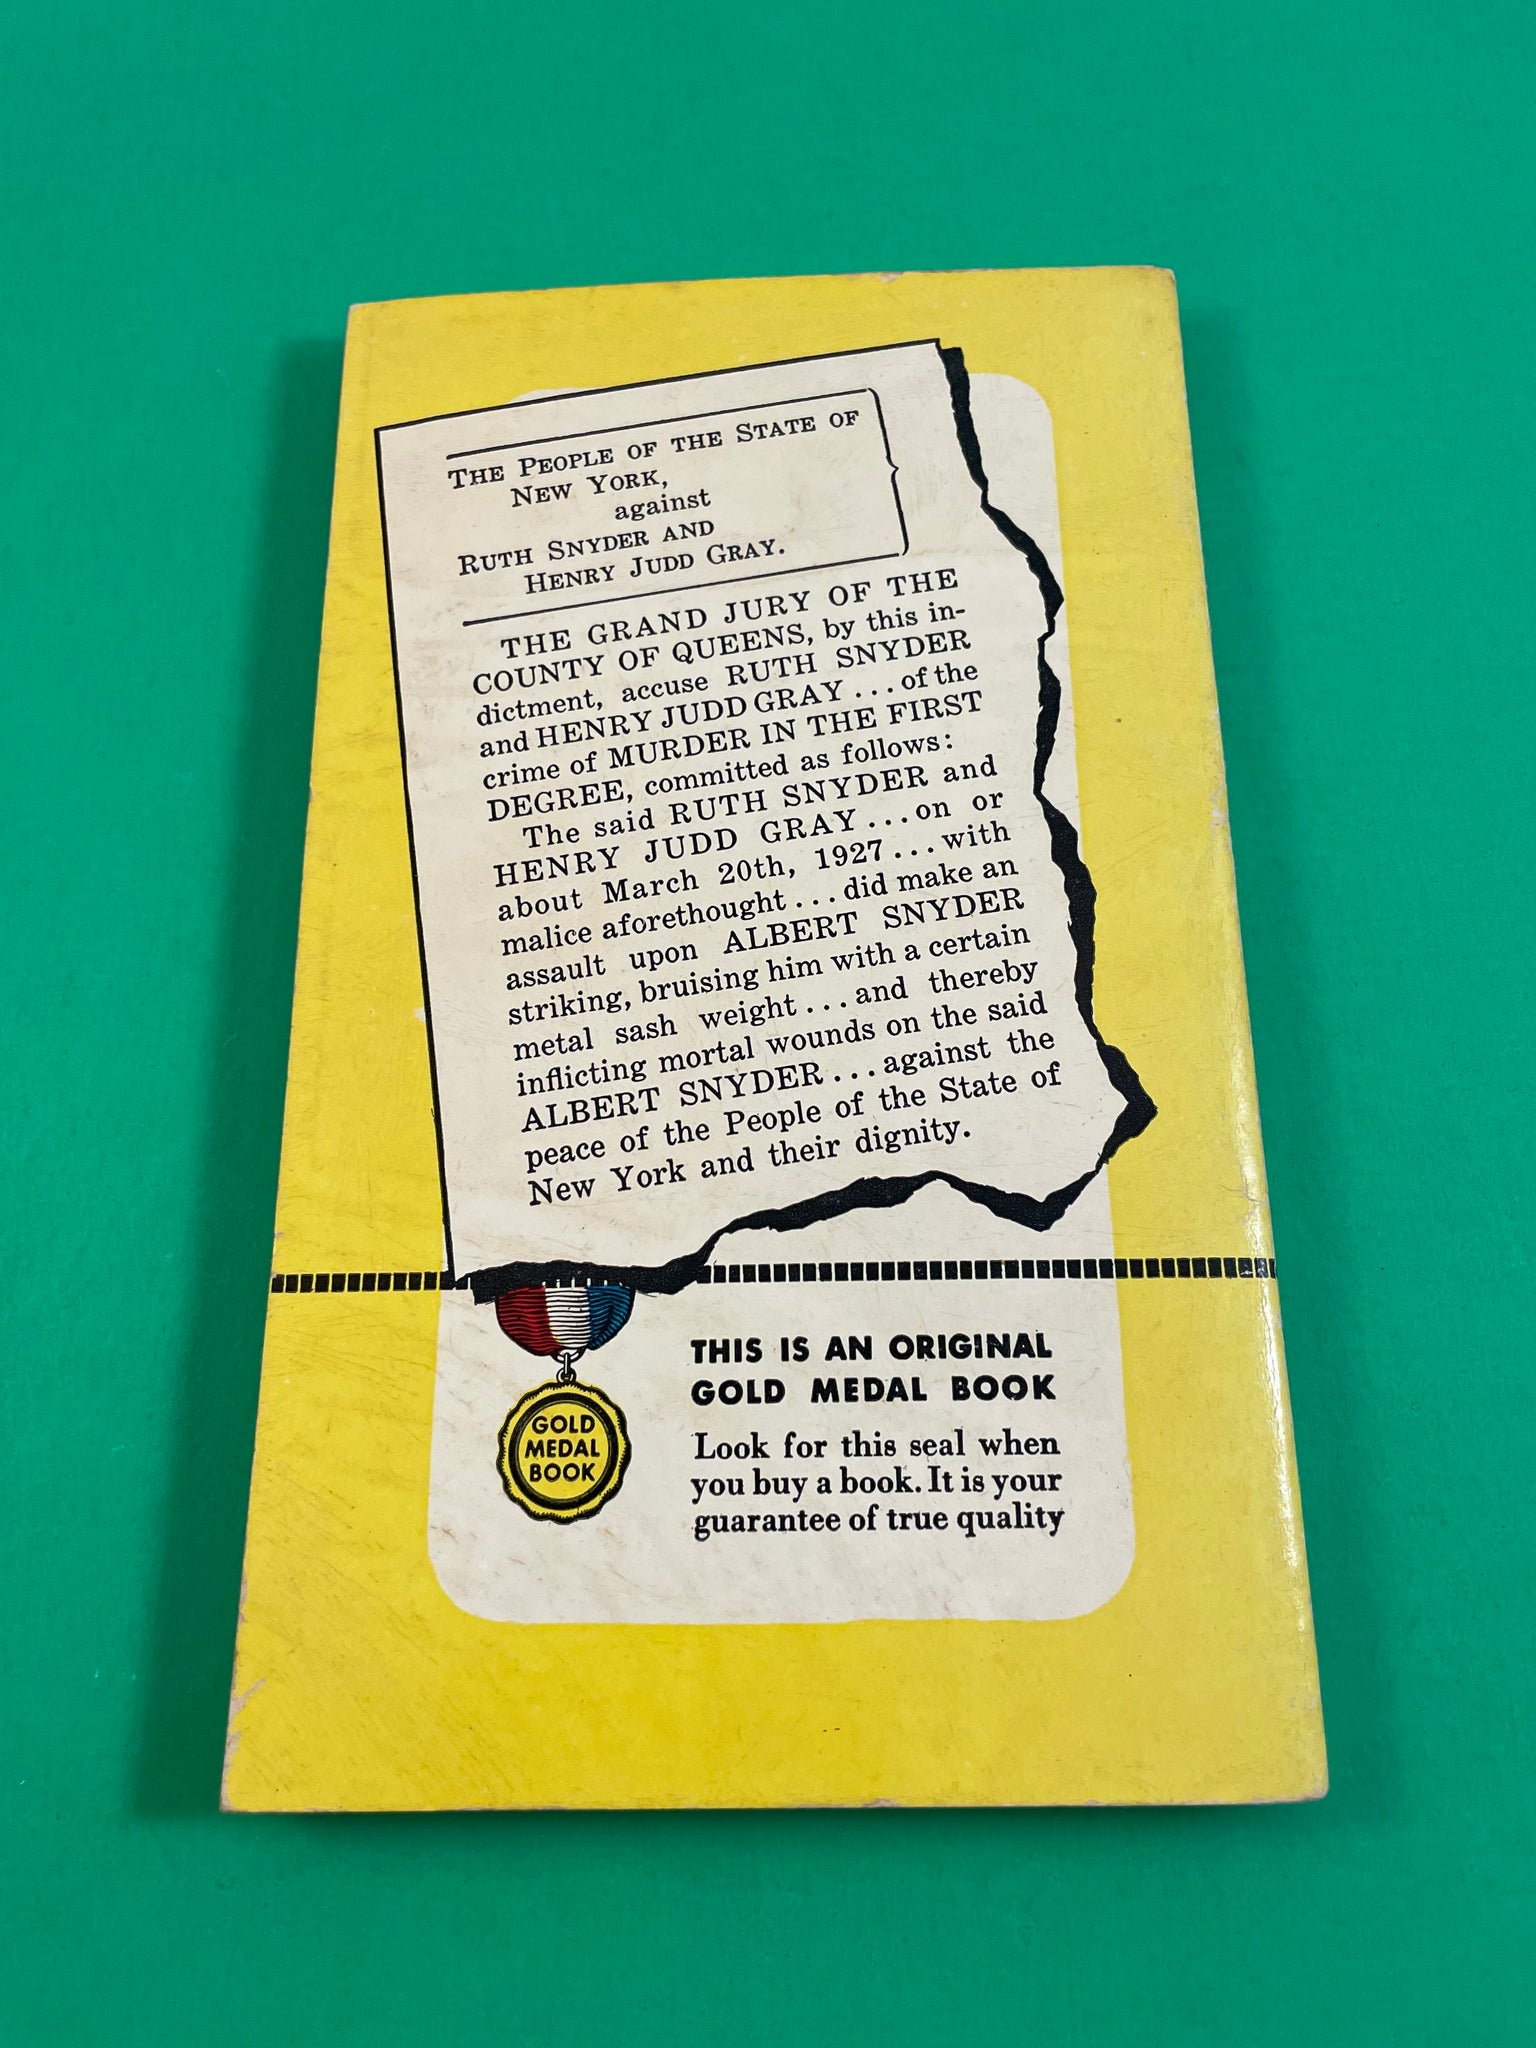 THE PEOPLE OF THE STATE OF
NEW YORK,
against
RUTH SNYDER AND
HENRY JUDD GRAY.
THE GRAND JURY OF THE
COUNTY OF QUEENS, by this in-
dictment, accuse RUTH SNYDER
and HENRY JUDD GRAY ... of the
crime of MURDER IN THE FIRST
DEGREE, committed as follows:
The said RUTH SNYDER and
HENRY JUDD GRAY ... on or
about March 20th, 1927 ... with
malice aforethought ... did make an
assault upon ALBERT SNYDER
striking, bruising him with a certain
metal sash weight ... and thereby
inflicting mortal wounds on the said
ALBERT SNYDER ... against the
peace of the People of the State of
New York and their dignity.
GOLD
MEDAL
BOOK
THIS IS AN ORIGINAL
GOLD MEDAL BOOK
Look for this seal when
you buy a book. It is your
guarantee of true quality